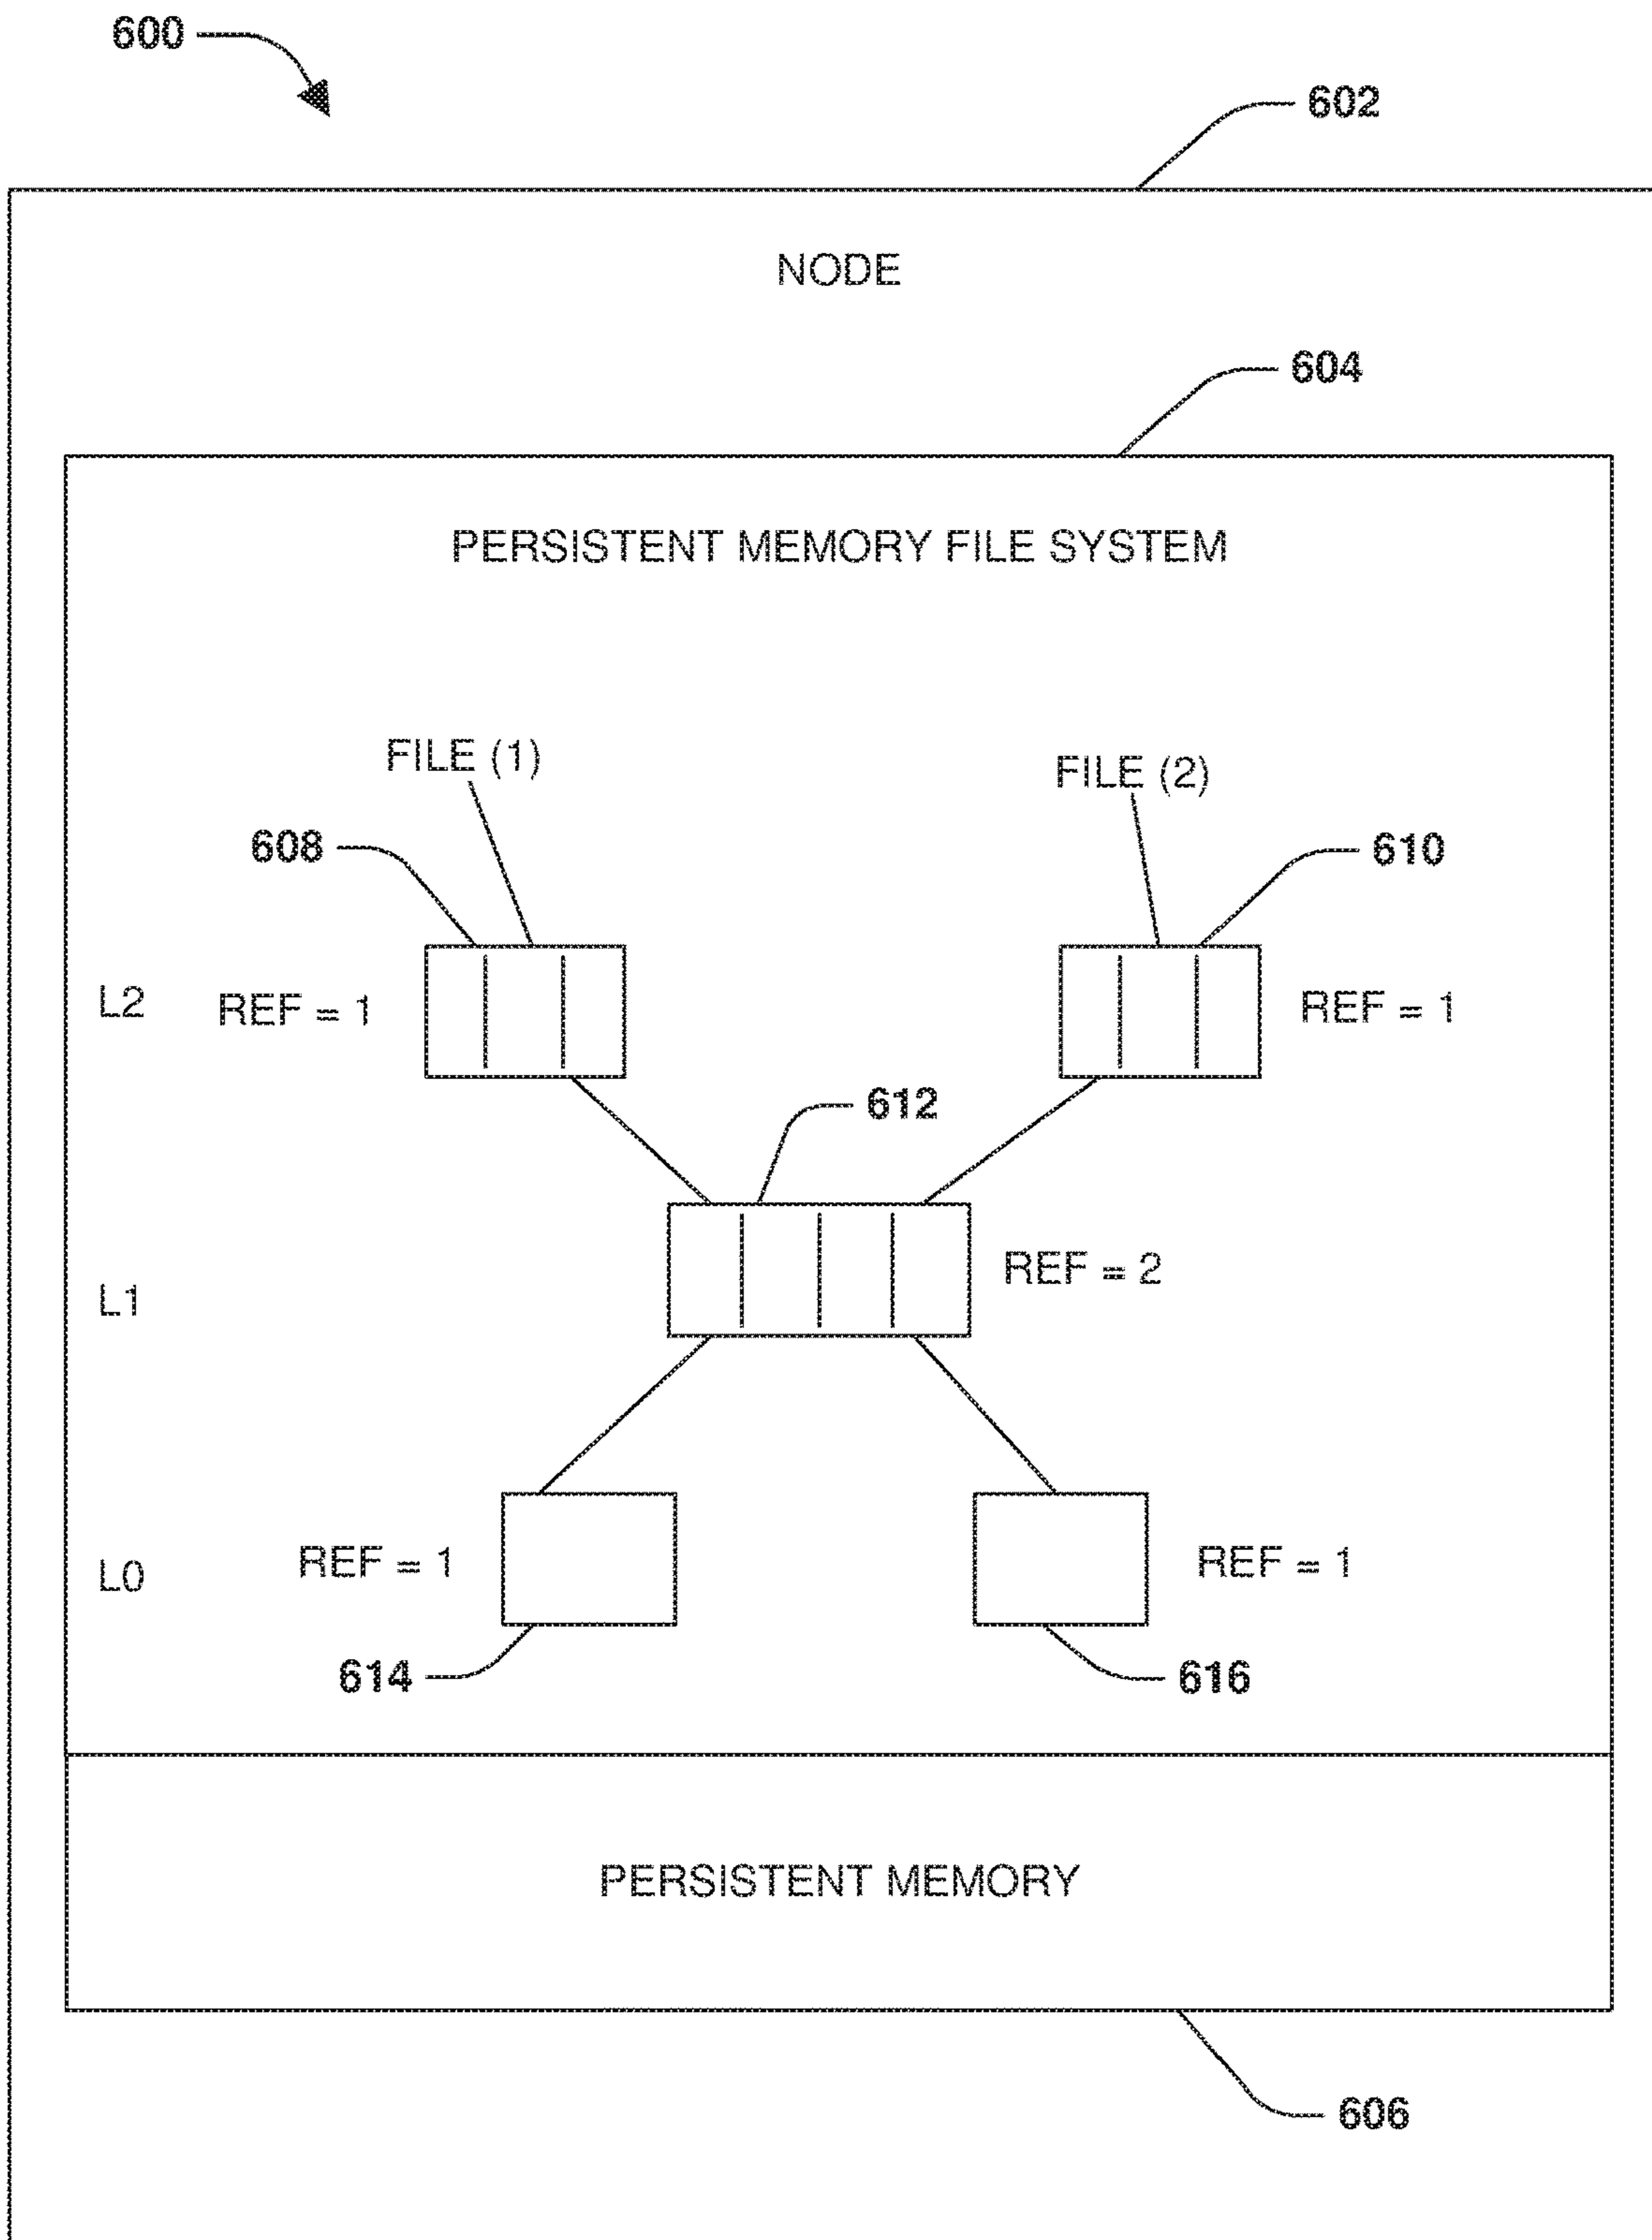 600
602
NODE
604
PERSISTENT MEMORY FILE SYSTEM
FILE (1)
FILE (2)
608
610
L2
REF = 1
REF = 1
612
L1
REF = 2
L0
REF = 1
REF = 1
614
616
PERSISTENT MEMORY
606